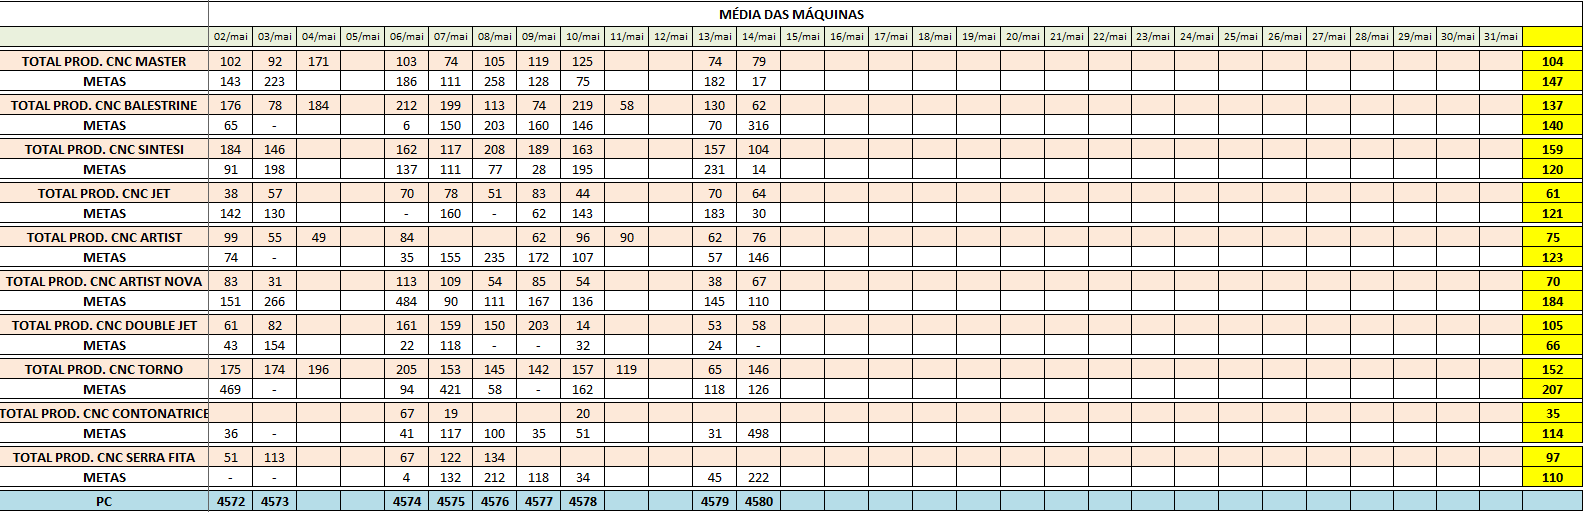 MÉDIA DAS MÁQUINAS
02/mai 03/mai 04/mai 05/mai 06/mai 07/mai 08/mai 09/mai 10/mai 11/mai 12/mai 13/mai 14/mai 15/mai 16/mai 17/mai 18/mai 19/mai 20/mai 21/mai 22/mai 23/mai 24/mai 25/mai 26/mai 27/mai 28/mai 29/mai 30/mai 31/mai
TOTAL PROD. CNC MASTER 102 92 171 103 74 105 119 125 74 79 104
METAS 143 223 186 111 258 128 75 182 17 147
TOTAL PROD. CNC BALESTRINE 176 78 184 212 199 113 74 219 58 130 62 137
METAS 65 - 6 150 203 160 146 70 316 140
TOTAL PROD. CNC SINTESI 184 146 162 117 208 189 163 157 104 159
METAS 91 198 137 111 77 28 195 231 14 120
TOTAL PROD. CNC JET 38 57 70 78 51 83 44 70 64 61
METAS 142 130 - 160 - 62 143 183 30 121
TOTAL PROD. CNC ARTIST 99 55 49 84 62 96 90 62 76 75
METAS 74 - 35 155 235 172 107 57 146 123
TOTAL PROD. CNC ARTIST NOVA 83 31 113 109 54 85 54 38 67 70
METAS 151 266 484 90 111 167 136 145 110 184
TOTAL PROD. CNC DOUBLE JET 61 82 161 159 150 203 14 53 58 105
METAS 43 154 22 118 - - 32 24 - 66
TOTAL PROD. CNC TORNO 175 174 196 205 153 145 142 157 119 65 146 152
METAS 469 - 94 421 58 - 162 118 126 207
TOTAL PROD. CNC CONTONATRICE 67 19 20 35
METAS 36 - 41 117 100 35 51 31 498 114
TOTAL PROD. CNC SERRA FITA 51 113 67 122 134 97
METAS - - 4 132 212 118 34 45 222 110
PC 4572 4573 4574 4575 4576 4577 4578 4579 4580